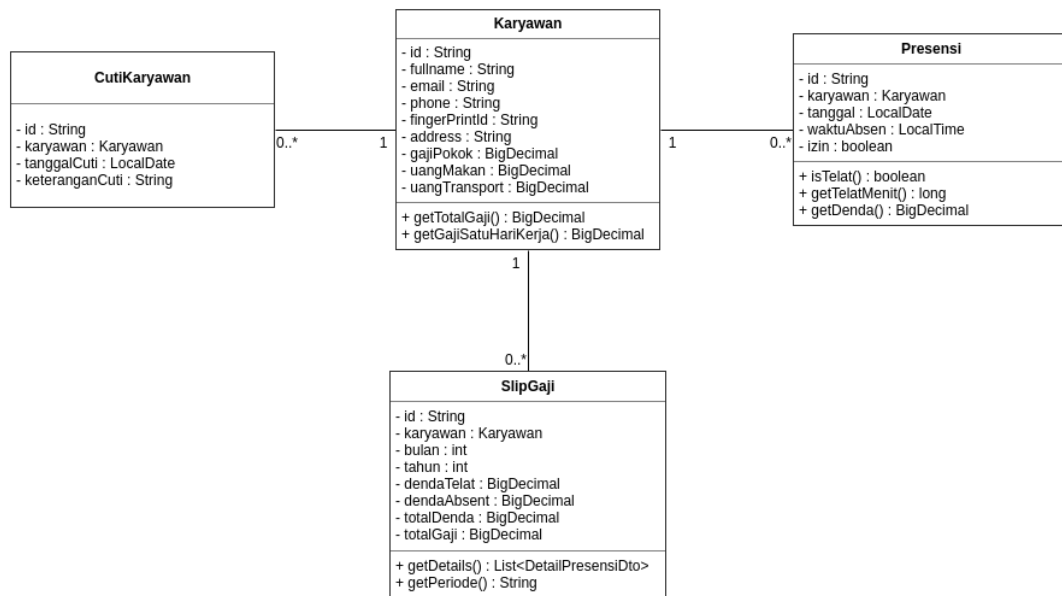 Karyawan
- id : String
- fullname : String
- email : String
- phone : String
- fingerPrintId : String
- address : String
- gajiPokok : BigDecimal
- uangMakan : BigDecimal
- uangTransport : BigDecimal
+ getTotalGaji() : BigDecimal
+ getGajiSatuHariKerja() : BigDecimal
CutiKaryawan
- id : String
- karyawan : Karyawan
- tanggalCuti : LocalDate
- keteranganCuti : String
0..*
1
Presensi
- id : String
- karyawan : Karyawan
- tanggal : LocalDate
- waktuAbsen : LocalTime
- izin : boolean
+ isTelat() : boolean
+ getTelatMenit() : long
+ getDenda() : BigDecimal
1
0..*
1
0..*
SlipGaji
- id : String
- karyawan : Karyawan
- bulan : int
- tahun : int
- dendaTelat : BigDecimal
- dendaAbsent : BigDecimal
- totalDenda : BigDecimal
- totalGaji : BigDecimal
+ getDetails() : List<DetailPresensiDto>
+ getPeriode() : String